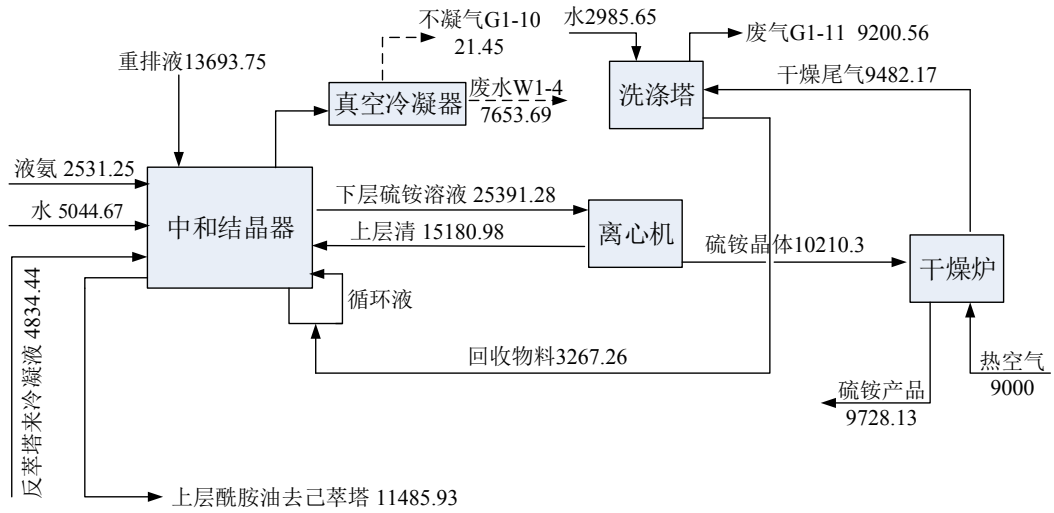 不凝气G1-10
21.45
水2985.65
废气G1-11 9200.56
重排液13693.75
真空冷凝器
废水W1-4
7653.69
洗涤塔
干燥尾气9482.17
液氨 2531.25
水 5044.67
中和结晶器
下层硫铵溶液 25391.28
上层清 15180.98
离心机
硫铵晶体10210.3
干燥炉
循环液
反萃塔来冷凝液 4834.44
回收物料3267.26
热空气
9000
硫铵产品
9728.13
上层酰胺油去己萃塔 11485.93